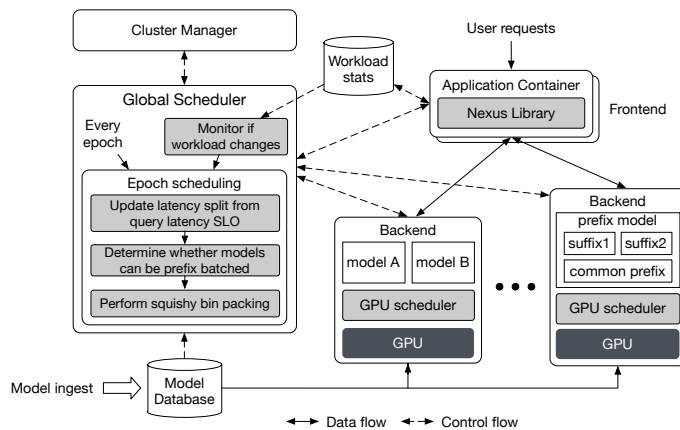 Cluster Manager
Workload
stats
User requests
Application Container
Nexus Library
Frontend
Global Scheduler
Every
epoch
Monitor if
workload changes
Epoch scheduling
Update latency split from
query latency SLO
Determine whether models
can be prefix batched
Perform squishy bin packing
Backend
model A
model B
GPU scheduler
GPU
Backend
prefix model
suffix1
suffix2
common prefix
GPU scheduler
GPU
Model ingest
Model
Database
Data flow
Control flow